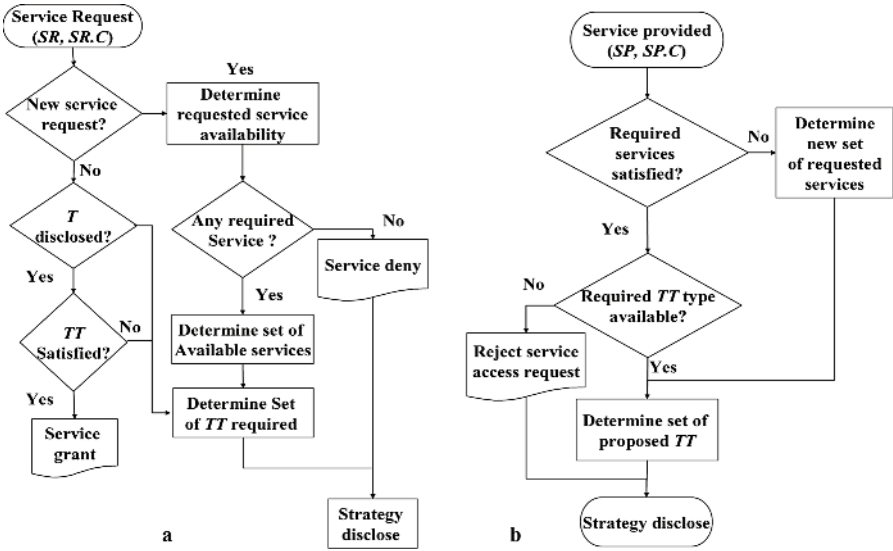 Service Request
(SR, SR.C)
Yes
New service
request?
Determine
requested service
availability
No
T
disclosed?
Any required
Service ?
No
Service deny
Yes
Yes
TT
Satisfied?
No
Determine set of
Available services
Yes
Determine Set
of TT required
Service
grant
Strategy
disclose
a
Service provided
(SP, SP.C)
Required
services
satisfied?
No
Determine
new set
of requested
services
Yes
No
Required TT type
available?
Reject service
access request
Yes
Determine set of
proposed TT
Strategy disclose
b